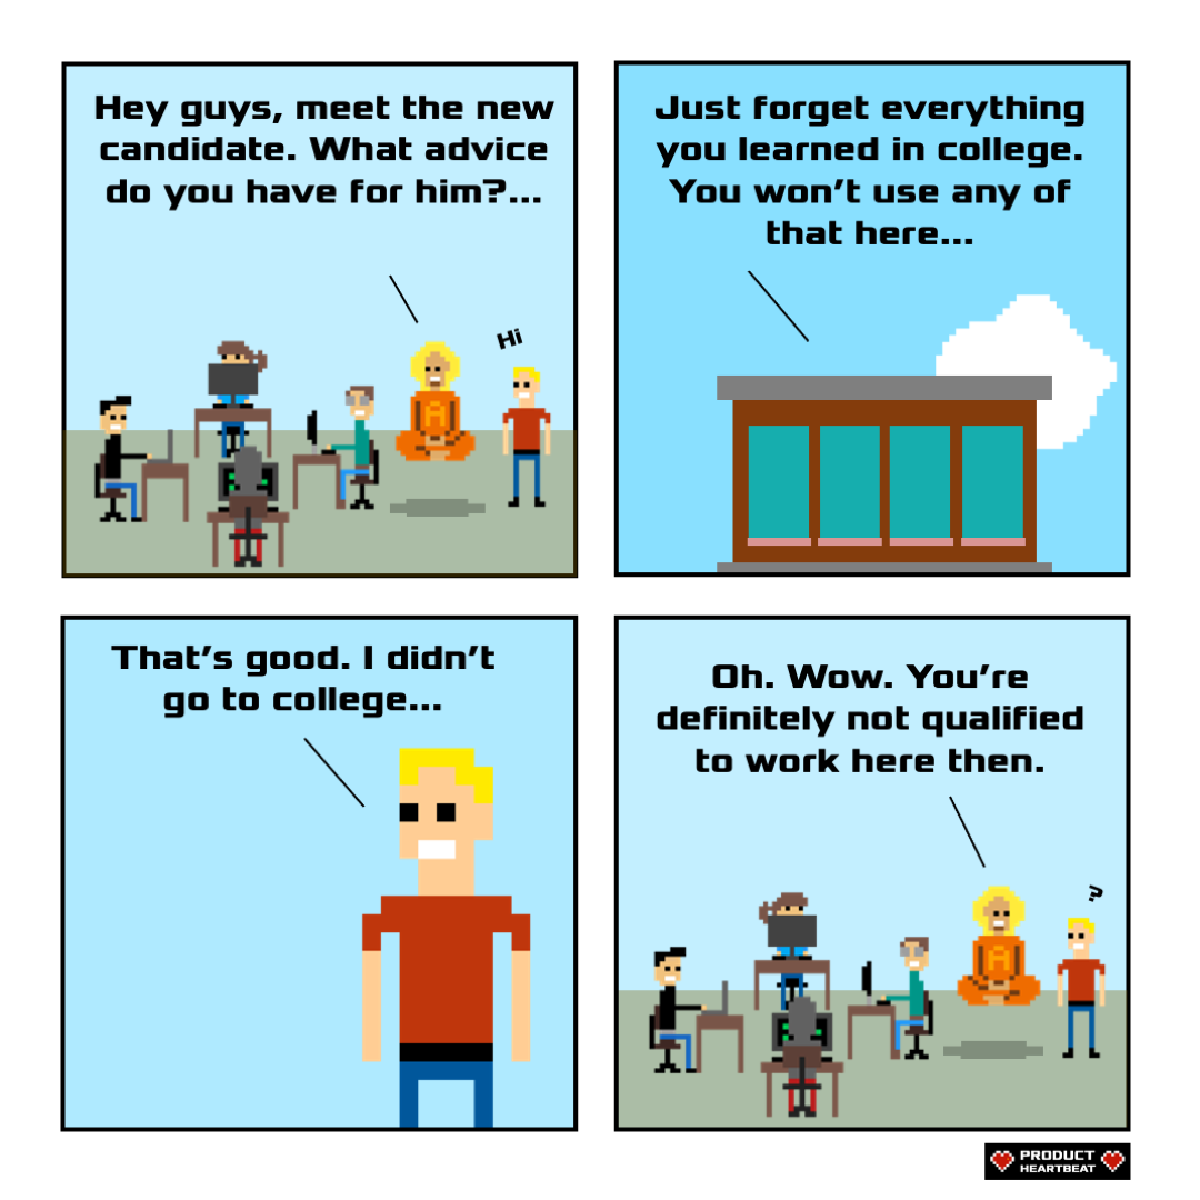 Hey guys, meet the new
candidate. What advice
do you have for him?...
Hi
Just forget everything
you learned in college.
You won't use any of
that here...
That's good. I didn't
go to college...
Oh. Wow. You're
definitely not qualified
to work here then.
?
A
A
PRODUCT
HEARTBEAT